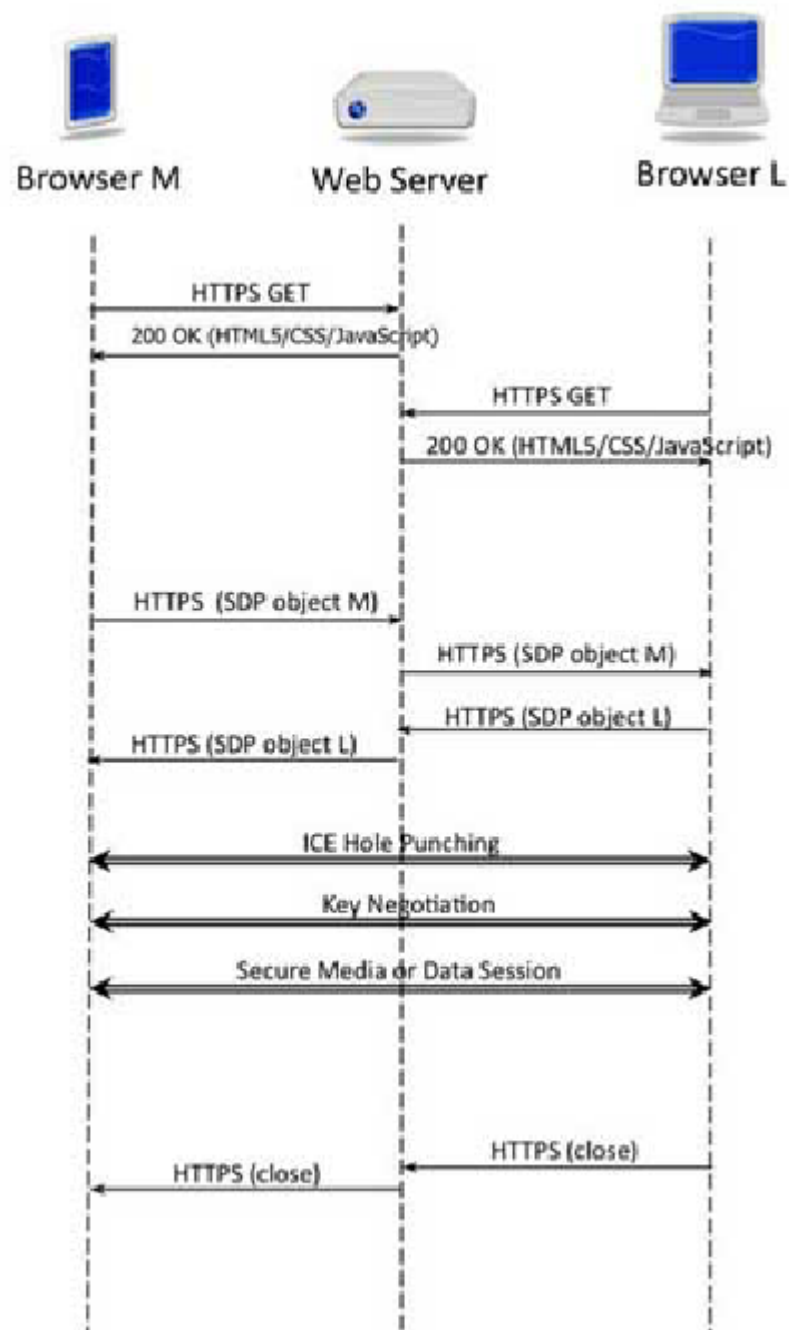 Browser M
Web Server
Browser L
HTTPS GET
200 OK (HTML5/CSS/JavaScript)
HTTPS GET
200 OK (HTML5/CSS/JavaScript)
HTTPS (SDP object M)
HTTPS (SDP object M)
HTTPS (SDP object L)
HTTPS (SDP object L)
ICE Hole Punching
Key Negotiation
Secure Media or Data Session
HTTPS (close)
HTTPS (close)